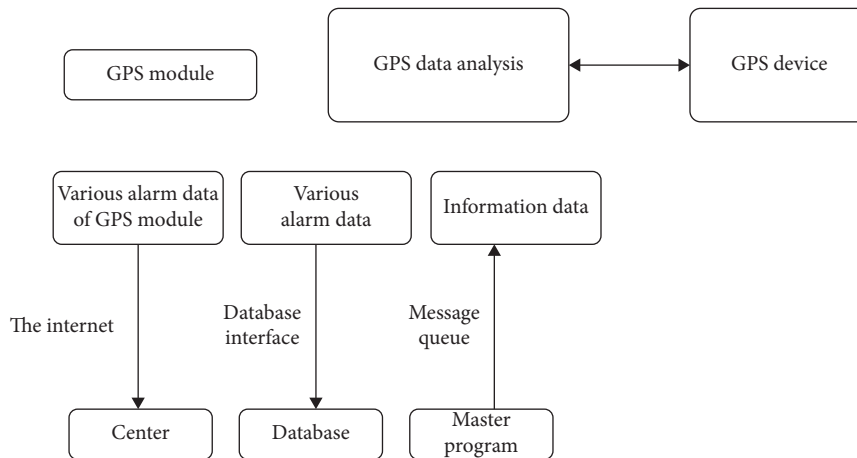 GPS module
GPS data analysis
GPS device
Various alarm data
of GPS module
Various
alarm data
Information data
The internet
Database
interface
Message
queue
Center
Database
Master
program